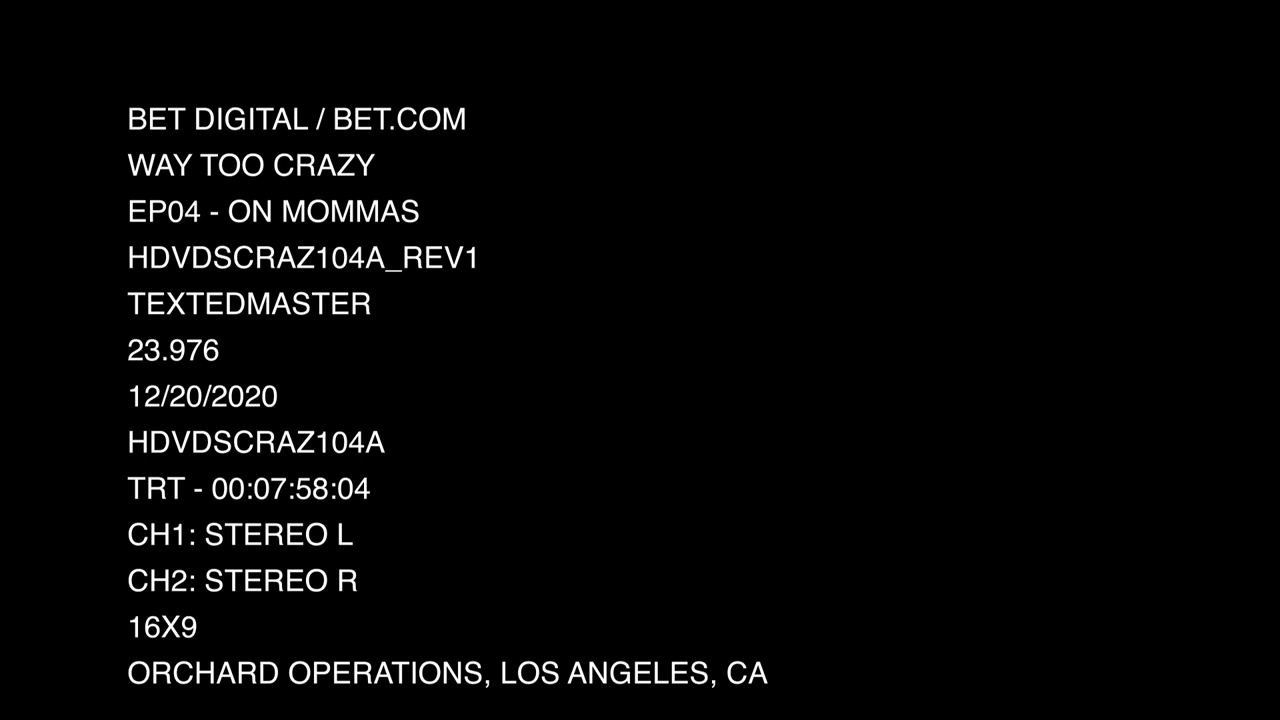 BET DIGITAL / BET.COM
WAY TOO CRAZY
EP04 - ON MOMMAS
HDVDSCRAZ104A_REV1
TEXTEDMASTER
23.976
12/20/2020
HDVDSCRAZ104A
TRT - 00:07:58:04
CH1: STEREO L
CH2: STEREO R
16X9
ORCHARD OPERATIONS, LOS ANGELES, CA